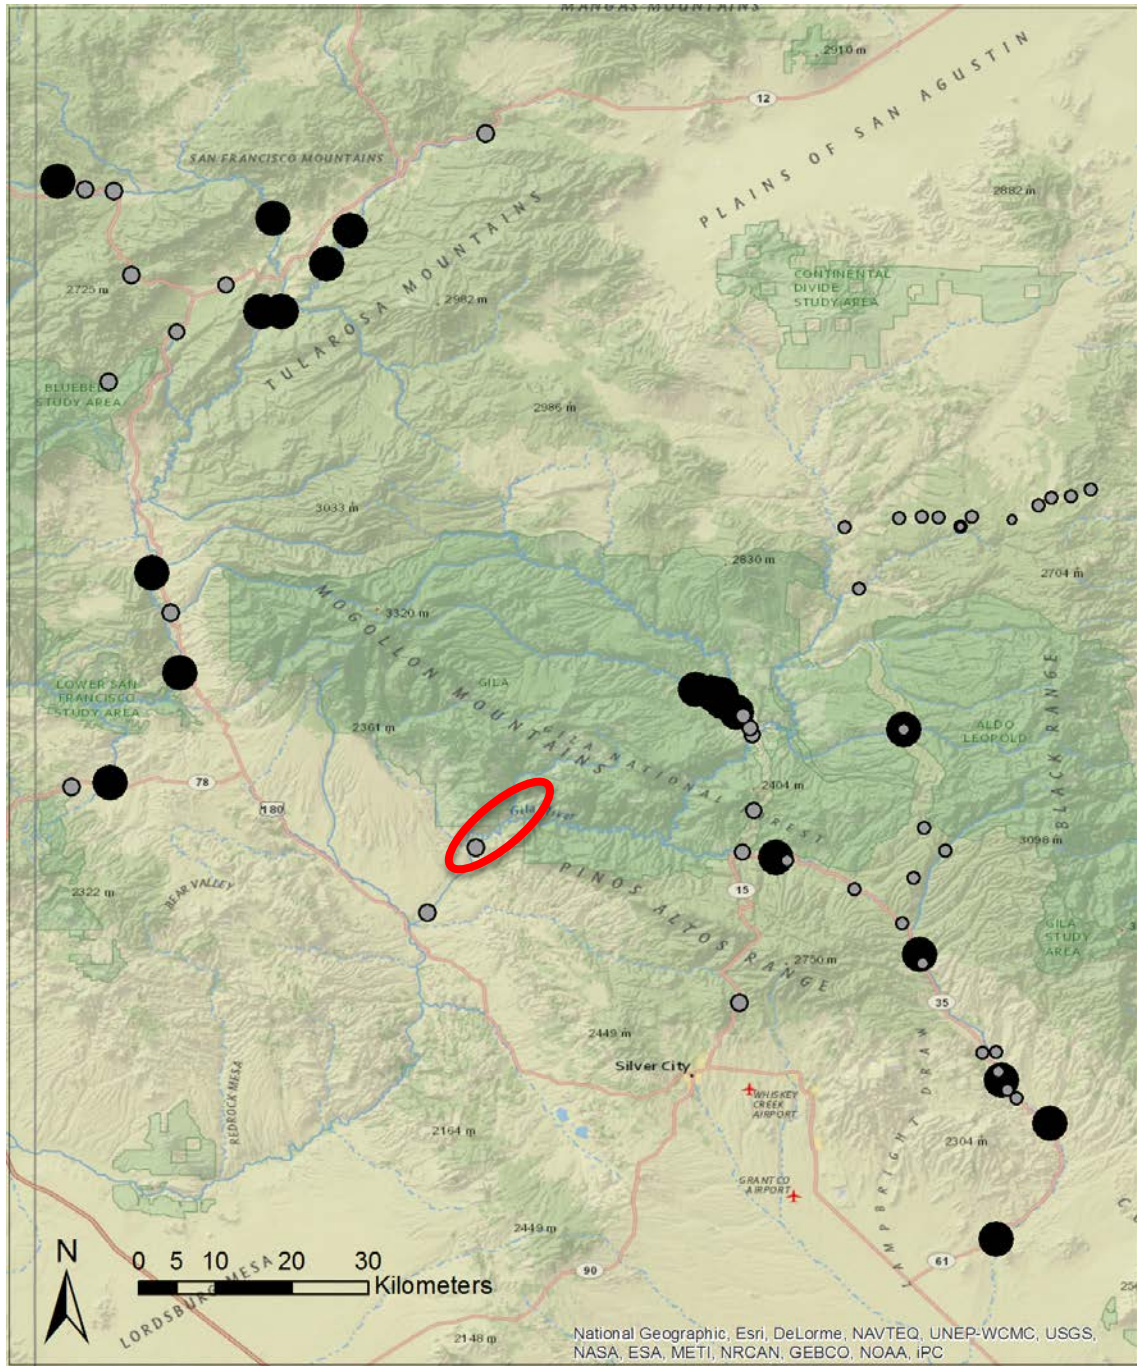 MANGAS MOUNTAINS
2910 m
12
PLAINS OF SAN AGUSTIN
SAN FRANCISCO MOUNTAINS
2882 m
TULAROSA MOUNTAINS
CONTINENTAL
DIVIDE
STUDY AREA
2725 m
2982 m
BLUEBELL
STUDY AREA
2986 m
3033 m
2830 m
2704 m
MOGOLLON MOUNTAINS
3320 m
GILA
LOWER SAN
FRANCISCO
STUDY AREA
2361 m
GILA NATIONAL
REST
ALDO
LEOPOLD
BLACK RANGE
78
180
2404 m
Gila River
3098 m
2322 m
BEAR VALLEY
PINOS ALTOS RANGE
15
GILA
STUDY
AREA
2750 m
35
2449 m
Silver City
WHISKEY
CREEK
AIRPORT
LAMPBRIGHT DRAW
REDROCK MESA
2164 m
2304 m
GRANT CO
AIRPORT
2449 m
N
0 5 10 20 30
Kilometers
90
61
LORDSBURG MESA
2148 m
National Geographic, Esri, DeLorme, NAVTEQ, UNEP-WCMC, USGS,
NASA, ESA, METI, NRCAN, GEBCO, NOAA, iPC